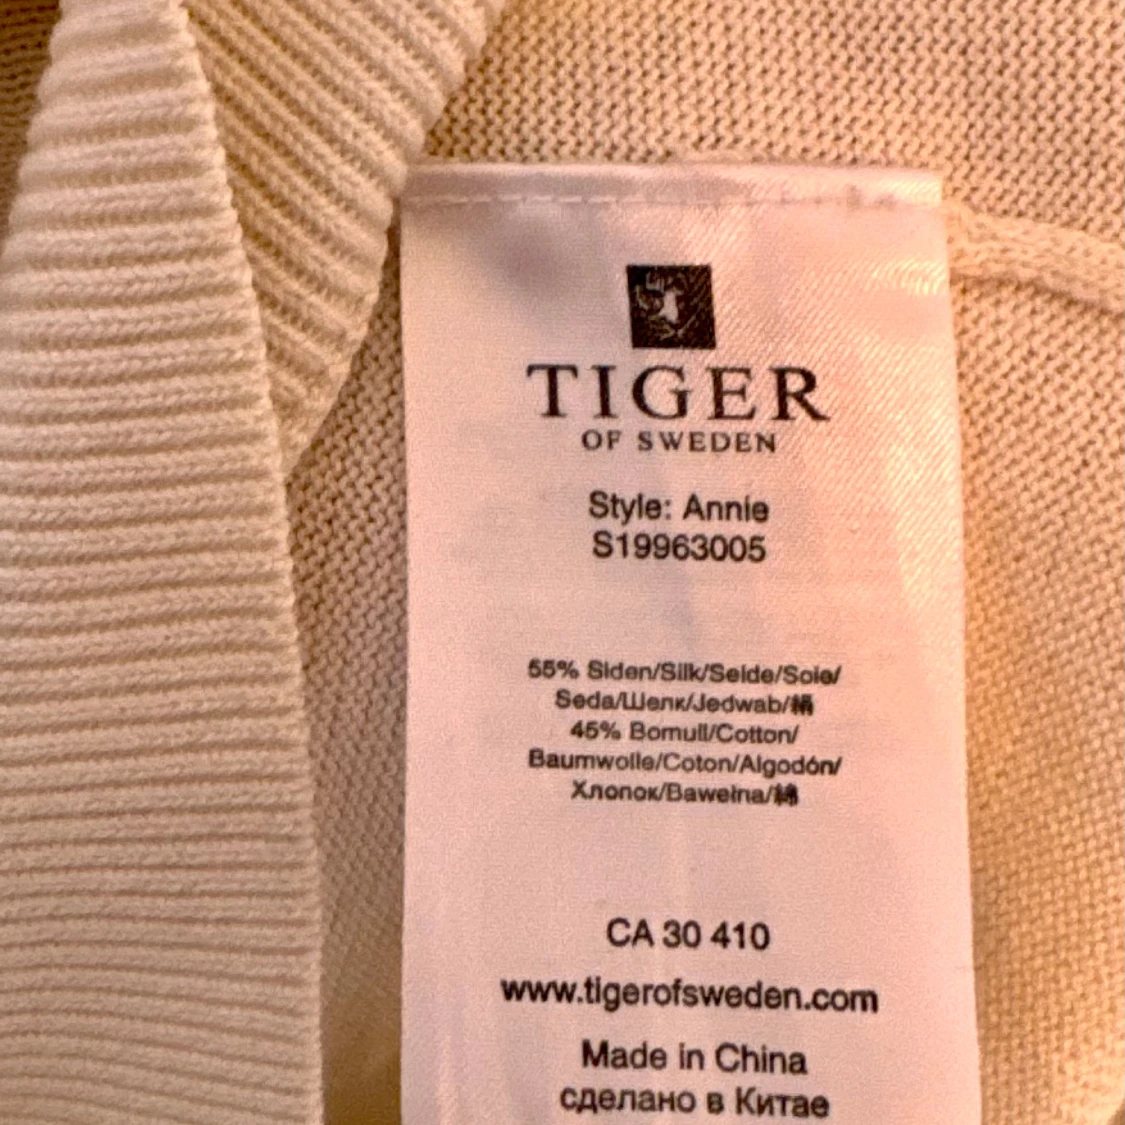 TIGER
OF SWEDEN
Style: Annie
S19963005
55% Siden/Silk/Seide/Soie/
Seda/Шелк/Jedwab/絹
45% Bomull/Cotton/
Baumwolle/Coton/Algodón/
Хлопок/Bawełna/綿
CA 30 410
www.tigerofsweden.com
Made in China
сделано в Китае